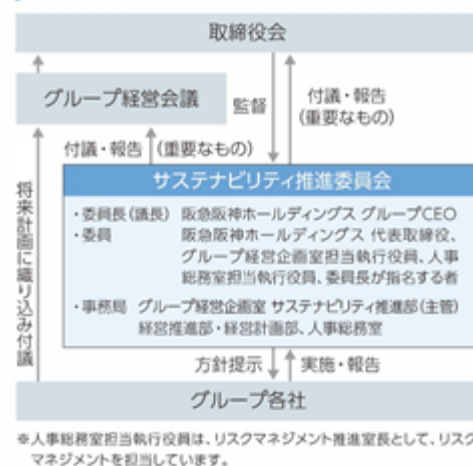 取締役会
グループ経営会議
監督
付議・報告
(重要なもの)
付議・報告 (重要なもの)
将来計画に織り込み付議
サステナビリティ推進委員会
・委員長(議長) 阪急阪神ホールディングス グループCEO
・委員 阪急阪神ホールディングス 代表取締役、
グループ経営企画室担当執行役員、人事
総務室担当執行役員、委員長が指名する者
・事務局 グループ経営企画室 サステナビリティ推進部(主管)
経営推進部・経営計画部、人事総務室
方針提示 実施・報告
グループ各社
※人事総務室担当執行役員は、リスクマネジメント推進室長として、リスク
マネジメントを担当しています。